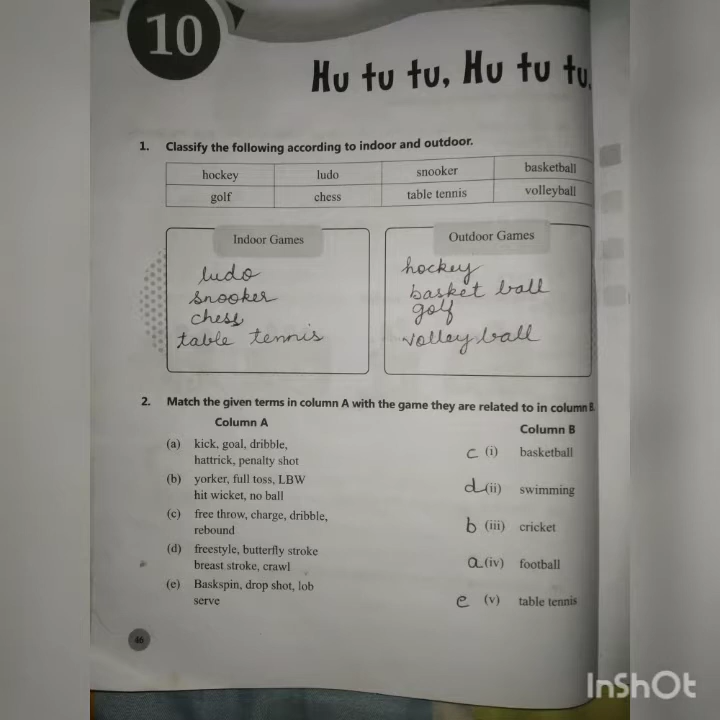 10
Hu tu tu, Hu tu tu,
1. Classify the following according to indoor and outdoor.
hockey ludo snooker basketball
golf chess table tennis volleyball
Indoor Games Outdoor Games
ludo hockey
snooker basket ball
chess golf
table tennis volley ball
2. Match the given terms in column A with the game they are related to in column B.
Column A Column B
(a) kick, goal, dribble, c (i) basketball
hattrick, penalty shot
(b) yorker, full toss, LBW d (ii) swimming
hit wicket, no ball
(c) free throw, charge, dribble, b (iii) cricket
rebound
(d) freestyle, butterfly stroke a (iv) football
breast stroke, crawl
(e) Baskspin, drop shot, lob e (v) table tennis
serve
46
InShOt